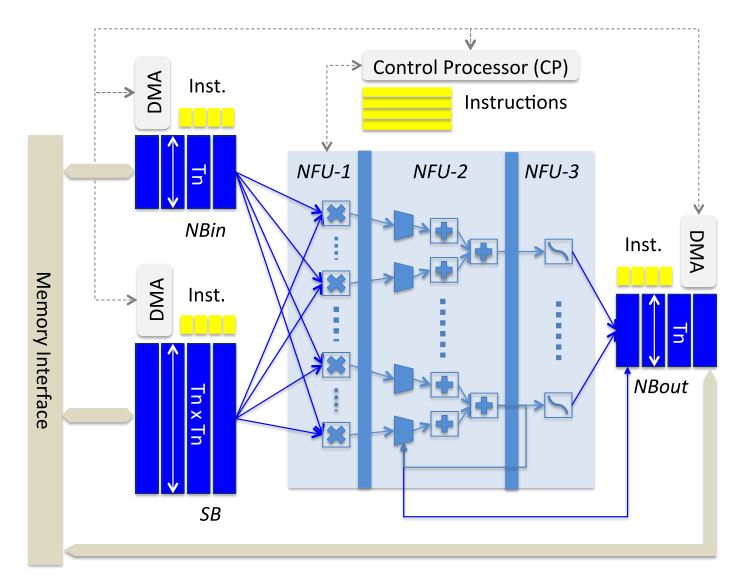 Control Processor (CP)
DMA
Inst.
Instructions
Tn
NBin
NFU-1
NFU-2
NFU-3
DMA
Inst.
DMA
Inst.
Tn
NBout
Tn x Tn
SB
Memory Interface